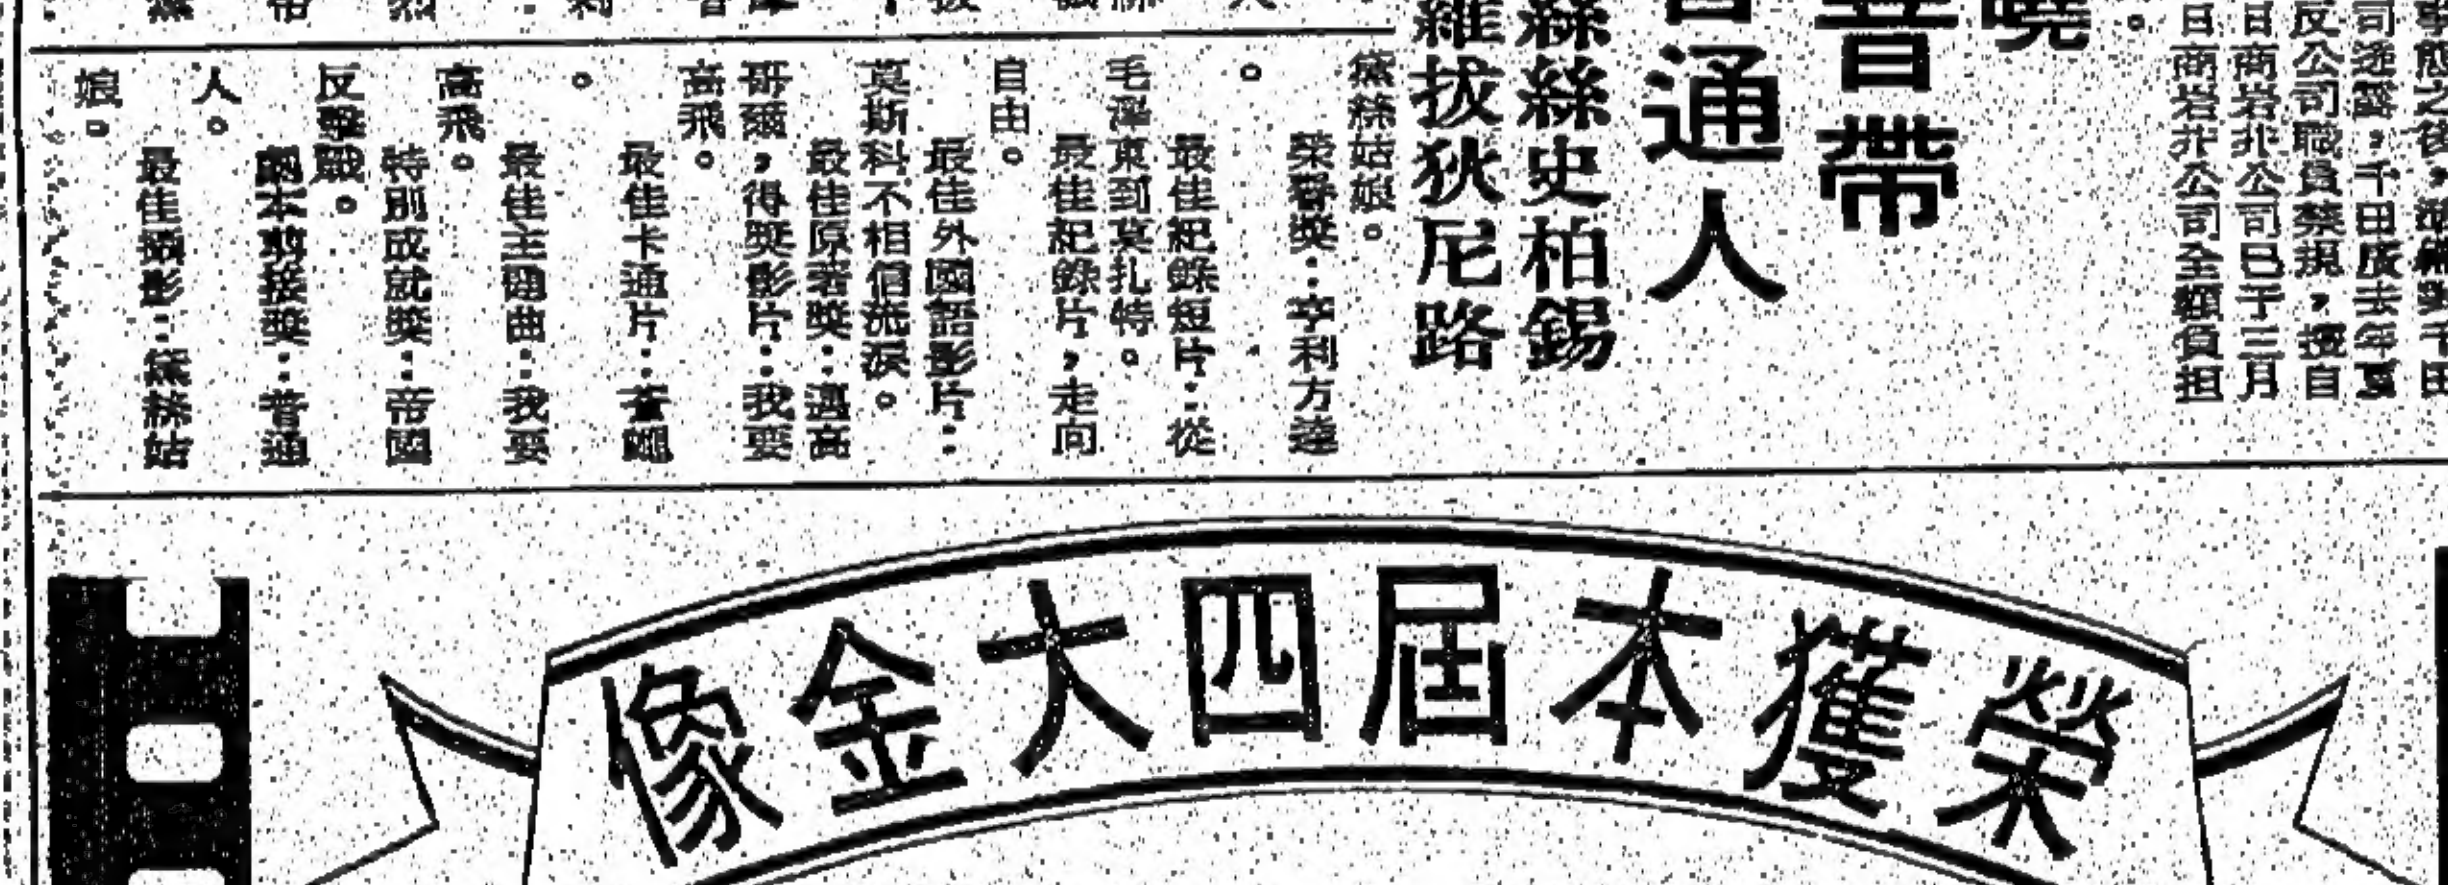 司透露，千田廣去年夏
反公司職員禁規，擅自
日商岩井公司已于三月
日商岩井公司全額負担
。
曉
音帶
普通人
絲絲史柏錫
羅拔狄尼路
黛絲姑娘。
榮譽獎：亨利方達
。
最佳紀錄短片：從
毛澤東到莫扎特。
最佳紀錄片，走向
自由。
最佳外國語影片：
莫斯科不相信流淚。
最佳原著獎：邁高
哥爾，得獎影片：我要
高飛。
最佳卡通片：蒼蠅
。
最佳主題曲：我要
高飛。
特別成就獎：帝國
反擊戰。
劇本剪接獎：普通
人。
最佳攝影：黛絲姑
娘。
榮獲本屆四大金像